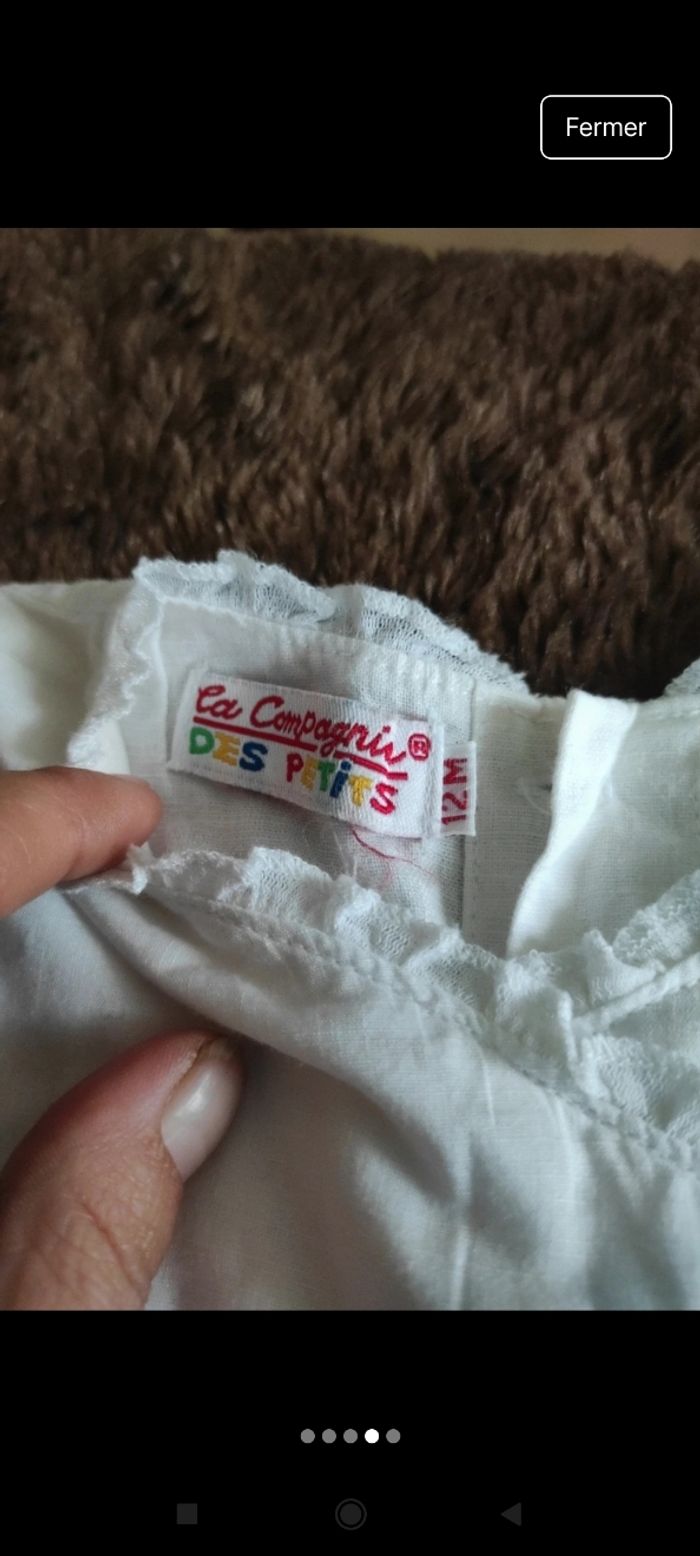 Fermer
La Compagnie®
DES PETITS
12M